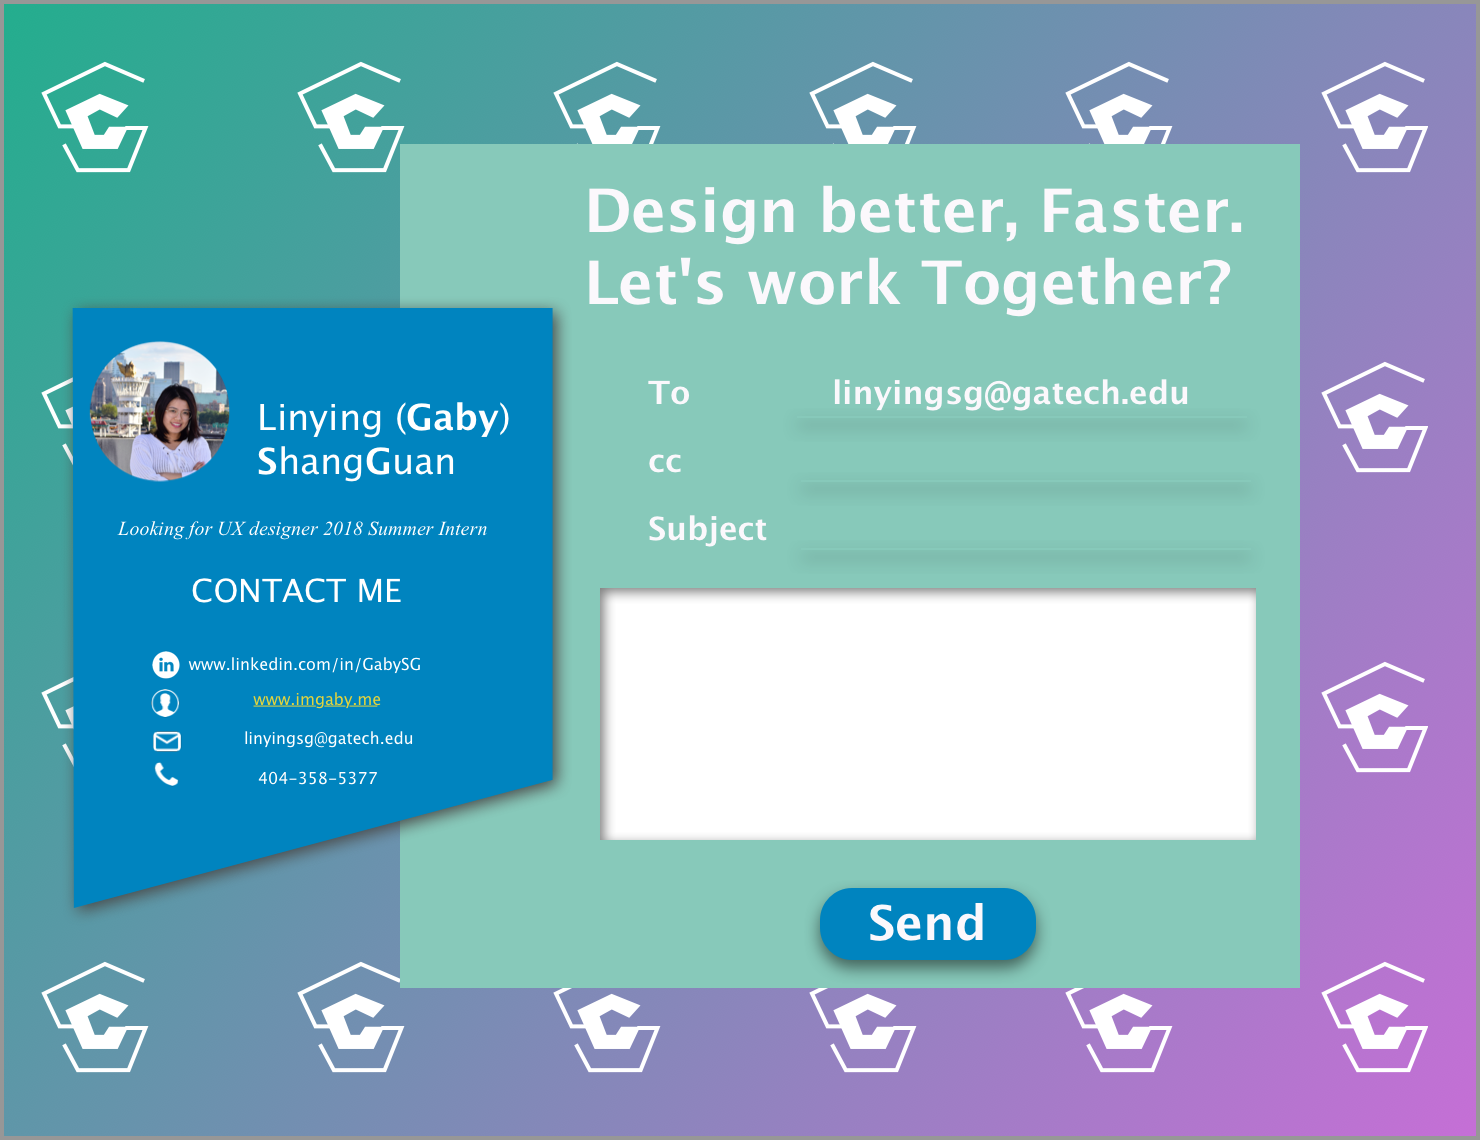 Design better, Faster.
Let's work Together?
Linying (Gaby)
ShangGuan
Looking for UX designer 2018 Summer Intern
CONTACT ME
in www.linkedin.com/in/GabySG
www.imgaby.me
linyingsg@gatech.edu
404-358-5377
To linyingsg@gatech.edu
cc
Subject
Send